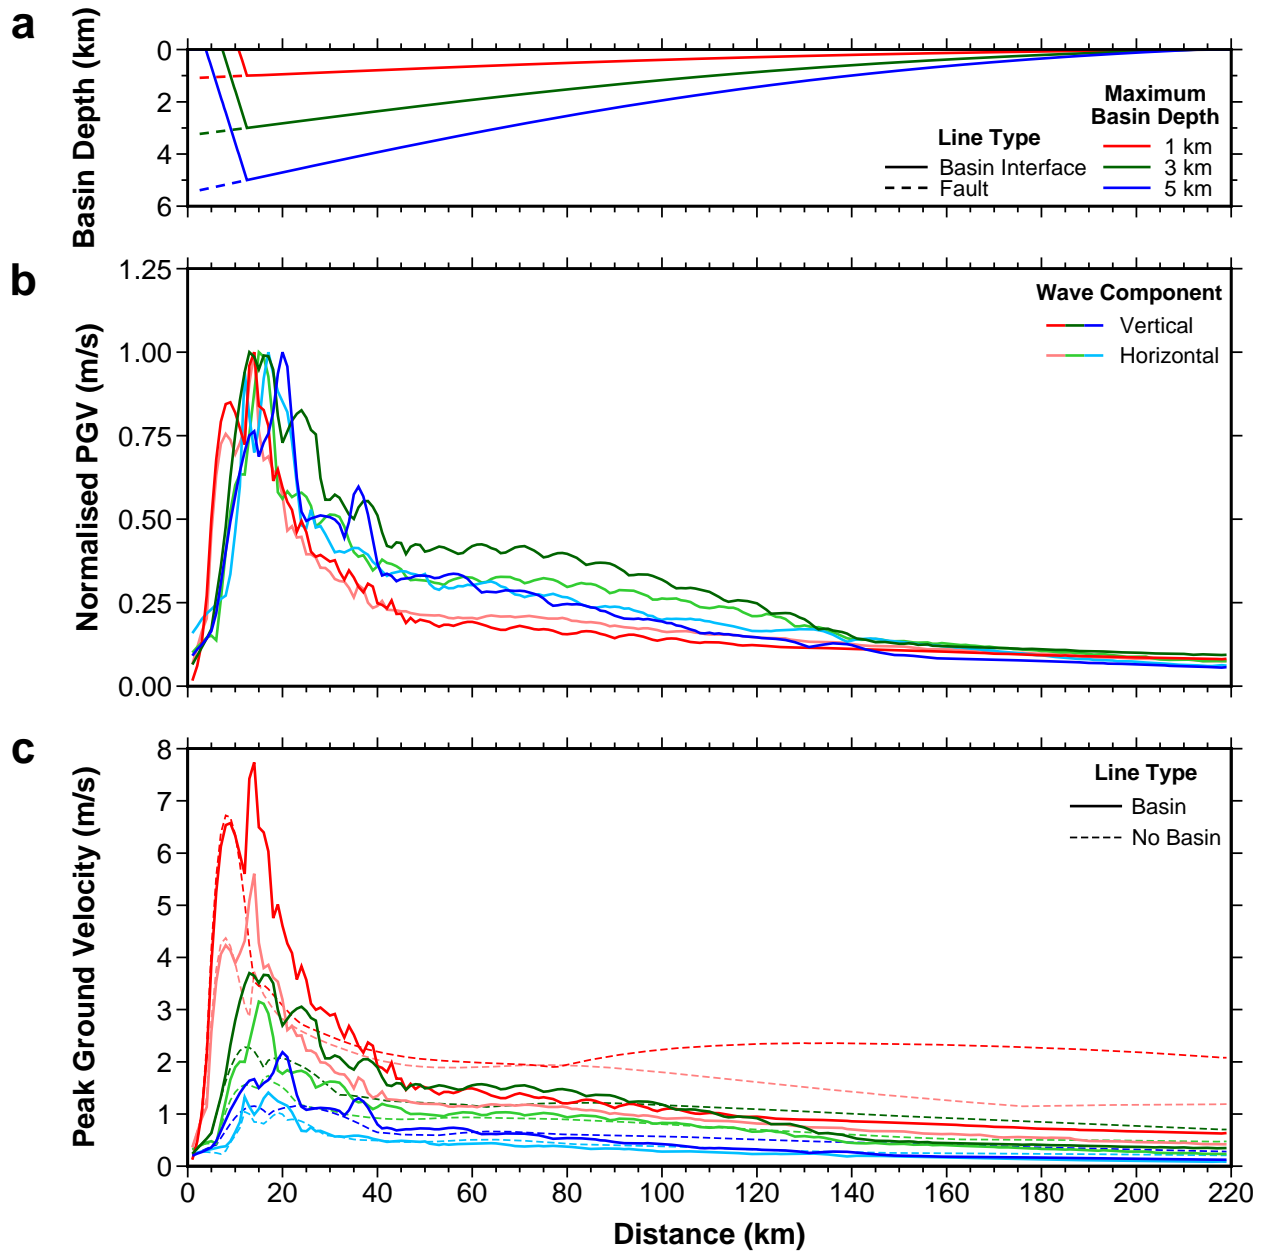 a
Basin Depth (km)
0
2
4
6
Line Type
Basin Interface
Fault
Maximum
Basin Depth
1 km
3 km
5 km
b
Normalised PGV (m/s)
1.25
1.00
0.75
0.50
0.25
0.00
Wave Component
Vertical
Horizontal
c
Peak Ground Velocity (m/s)
8
7
6
5
4
3
2
1
0
Line Type
Basin
No Basin
0 20 40 60 80 100 120 140 160 180 200 220
Distance (km)